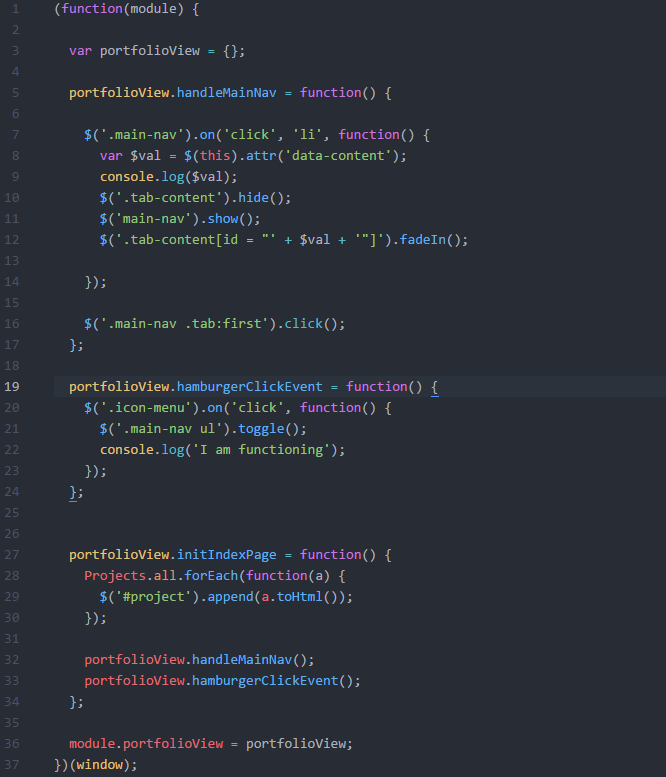 1 (function(module) {
2
3 var portfolioView = {};
4
5 portfolioView.handleMainNav = function() {
6
7 $('.main-nav').on('click', 'li', function() {
8 var $val = $(this).attr('data-content');
9 console.log($val);
10 $('.tab-content').hide();
11 $('main-nav').show();
12 $('.tab-content[id = "' + $val + '"]').fadeIn();
13
14 });
15
16 $('.main-nav .tab:first').click();
17 };
18
19 portfolioView.hamburgerClickEvent = function() {
20 $('.icon-menu').on('click', function() {
21 $('.main-nav ul').toggle();
22 console.log('I am functioning');
23 });
24 };
25
26
27 portfolioView.initIndexPage = function() {
28 Projects.all.forEach(function(a) {
29 $('#project').append(a.toHtml());
30 });
31
32 portfolioView.handleMainNav();
33 portfolioView.hamburgerClickEvent();
34 };
35
36 module.portfolioView = portfolioView;
37 })(window);